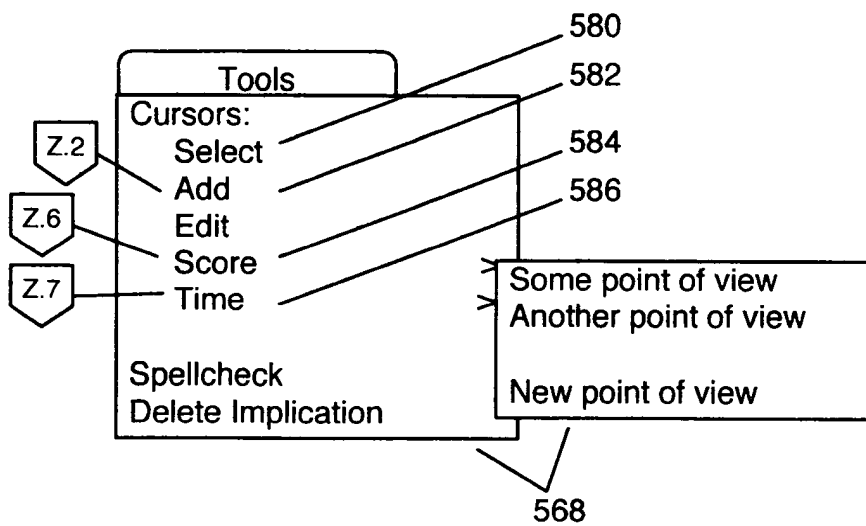 580
Tools
582
Cursors:
Z.2
Select
584
Add
586
Z.6
Edit
Score
Z.7
Time
>
Some point of view
>
Another point of view
Spellcheck
New point of view
Delete Implication
568